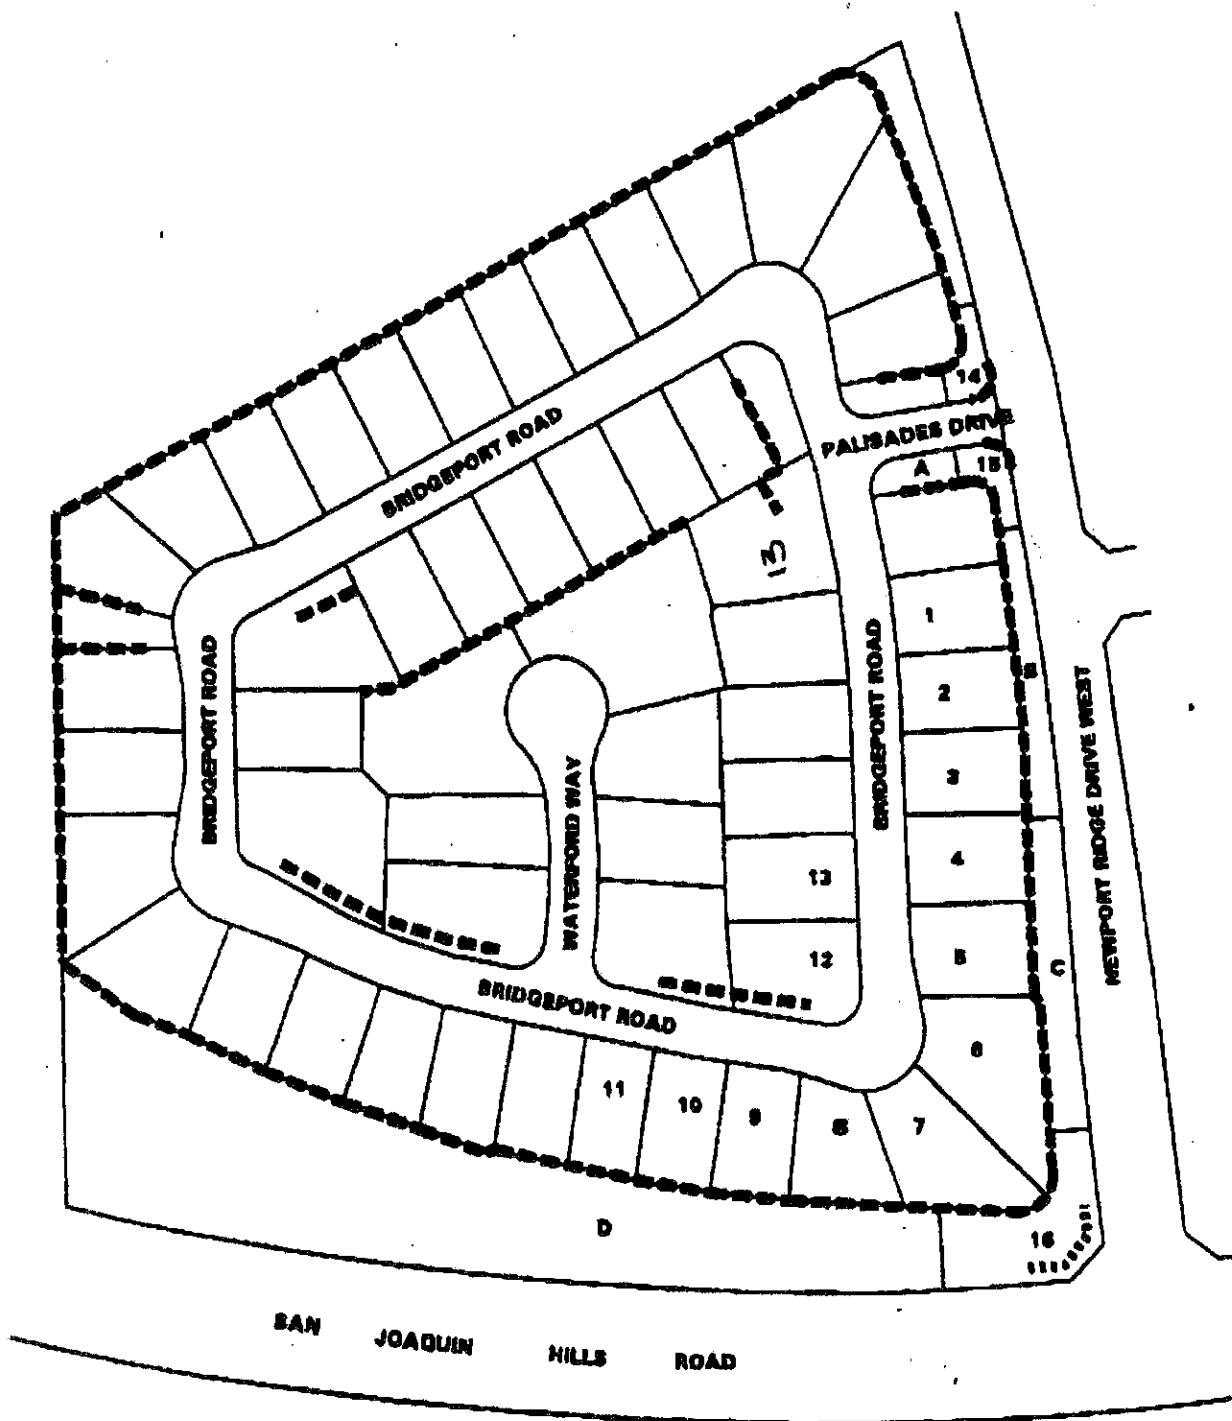 14
PALISADES DRIVE
A
15
BRIDGEPORT ROAD
13
1
BRIDGEPORT ROAD
BRIDGEPORT ROAD
B
2
NEWPORT RIDGE DRIVE WEST
3
WATERFORD WAY
4
13
5
12
C
BRIDGEPORT ROAD
6
11
10
9
8
7
D
16
SAN JOAQUIN HILLS ROAD